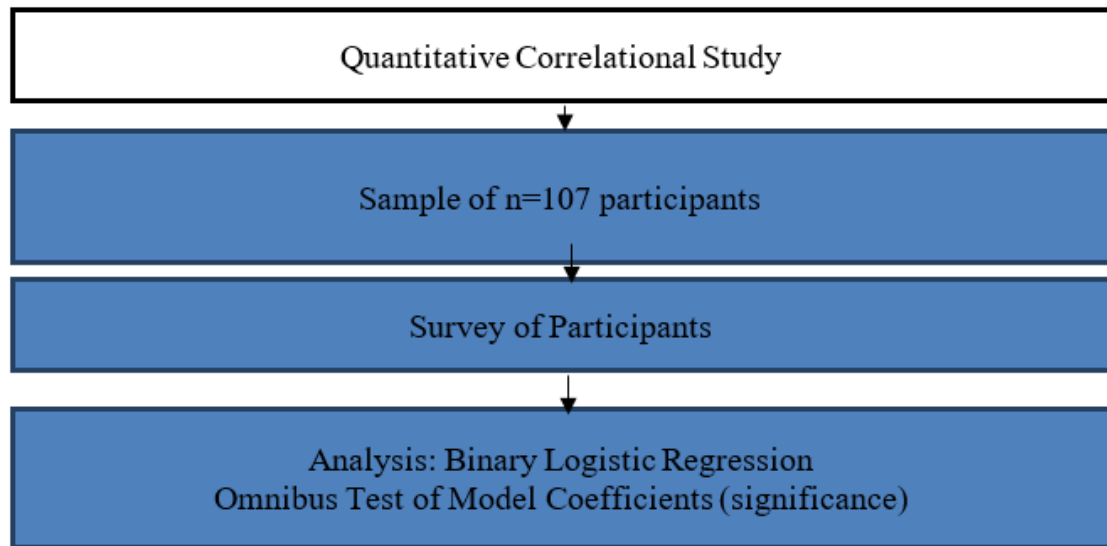 Quantitative Correlational Study
Sample of n=107 participants
Survey of Participants
Analysis: Binary Logistic Regression
Omnibus Test of Model Coefficients (significance)